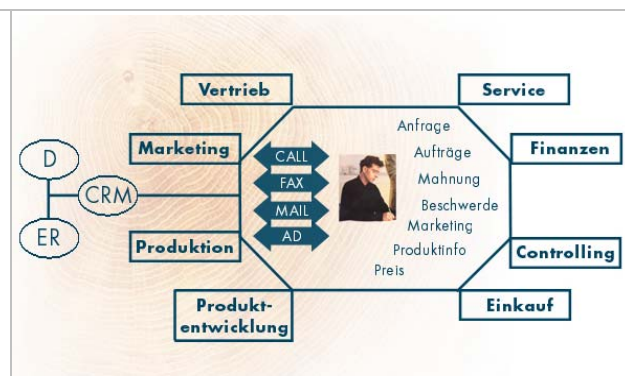 Vertrieb
Service
Anfrage
Marketing
CALL
Aufträge
Finanzen
D
FAX
Mahnung
CRM
MAIL
Beschwerde
Marketing
ER
Produktion
AD
Produktinfo
Controlling
Preis
Produkt-
entwicklung
Einkauf